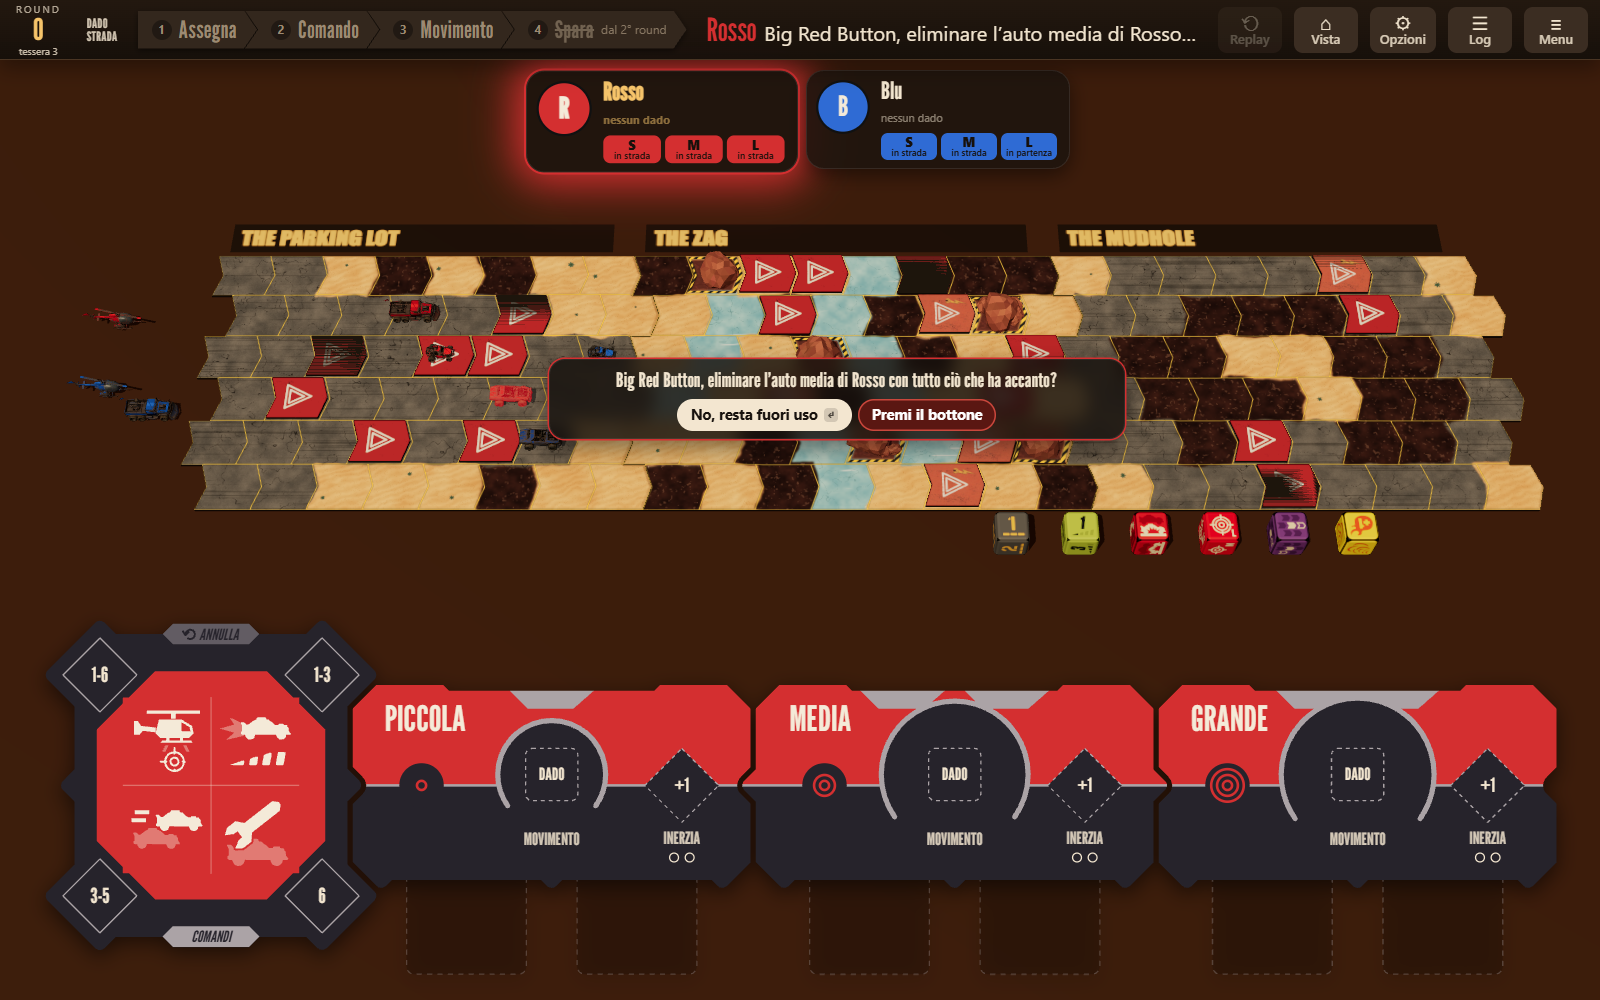 ROUND
0
tessera 3
DADO
STRADA
1 Assegna
2 Comando
3 Movimento
4 Spara dal 2° round
Rosso Big Red Button, eliminare l'auto media di Rosso...
Replay
Vista
Opzioni
Log
Menu
R
Rosso
nessun dado
S
in strada
M
in strada
L
in strada
B
Blu
nessun dado
S
in strada
M
in strada
L
in partenza
THE PARKING LOT
THE ZAG
THE MUDHOLE
Big Red Button, eliminare l'auto media di Rosso con tutto ciò che ha accanto?
No, resta fuori uso
Premi il bottone
1
1
ANNULLA
1-6
1-3
3-5
6
COMANDI
PICCOLA
DADO
MOVIMENTO
+1
INERZIA
MEDIA
DADO
MOVIMENTO
+1
INERZIA
GRANDE
DADO
MOVIMENTO
+1
INERZIA